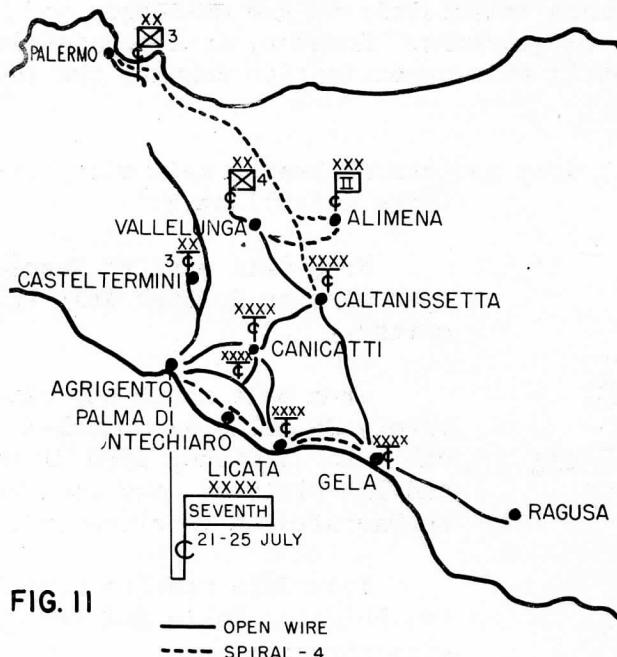 XX
3
PALERMO
XX
4
XXX
II
VALLELUNGA
ALIMENA
XX
3
CASTELTERMINI
XXXX
CALTANISSETTA
XXXX
CANICATTI
XXXX
AGRIGENTO
PALMA DI
NTECHIARO
XXXX
LICATA
XXXX
GELA
XXXX
SEVENTH
21-25 JULY
RAGUSA
FIG. 11
OPEN WIRE
SPIRAL-4